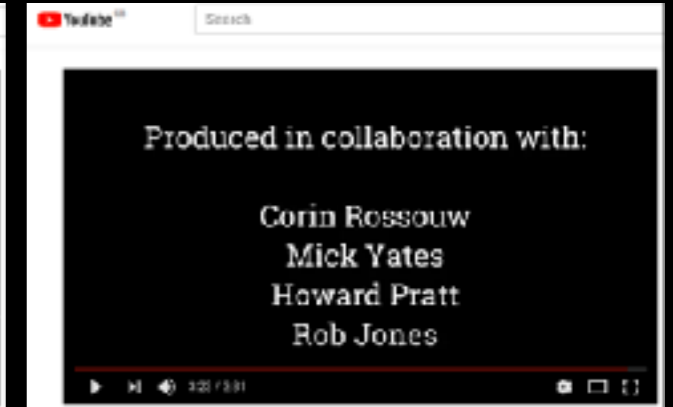 YouTube
Search
Produced in collaboration with:
Corin Rossouw
Mick Yates
Howard Pratt
Rob Jones